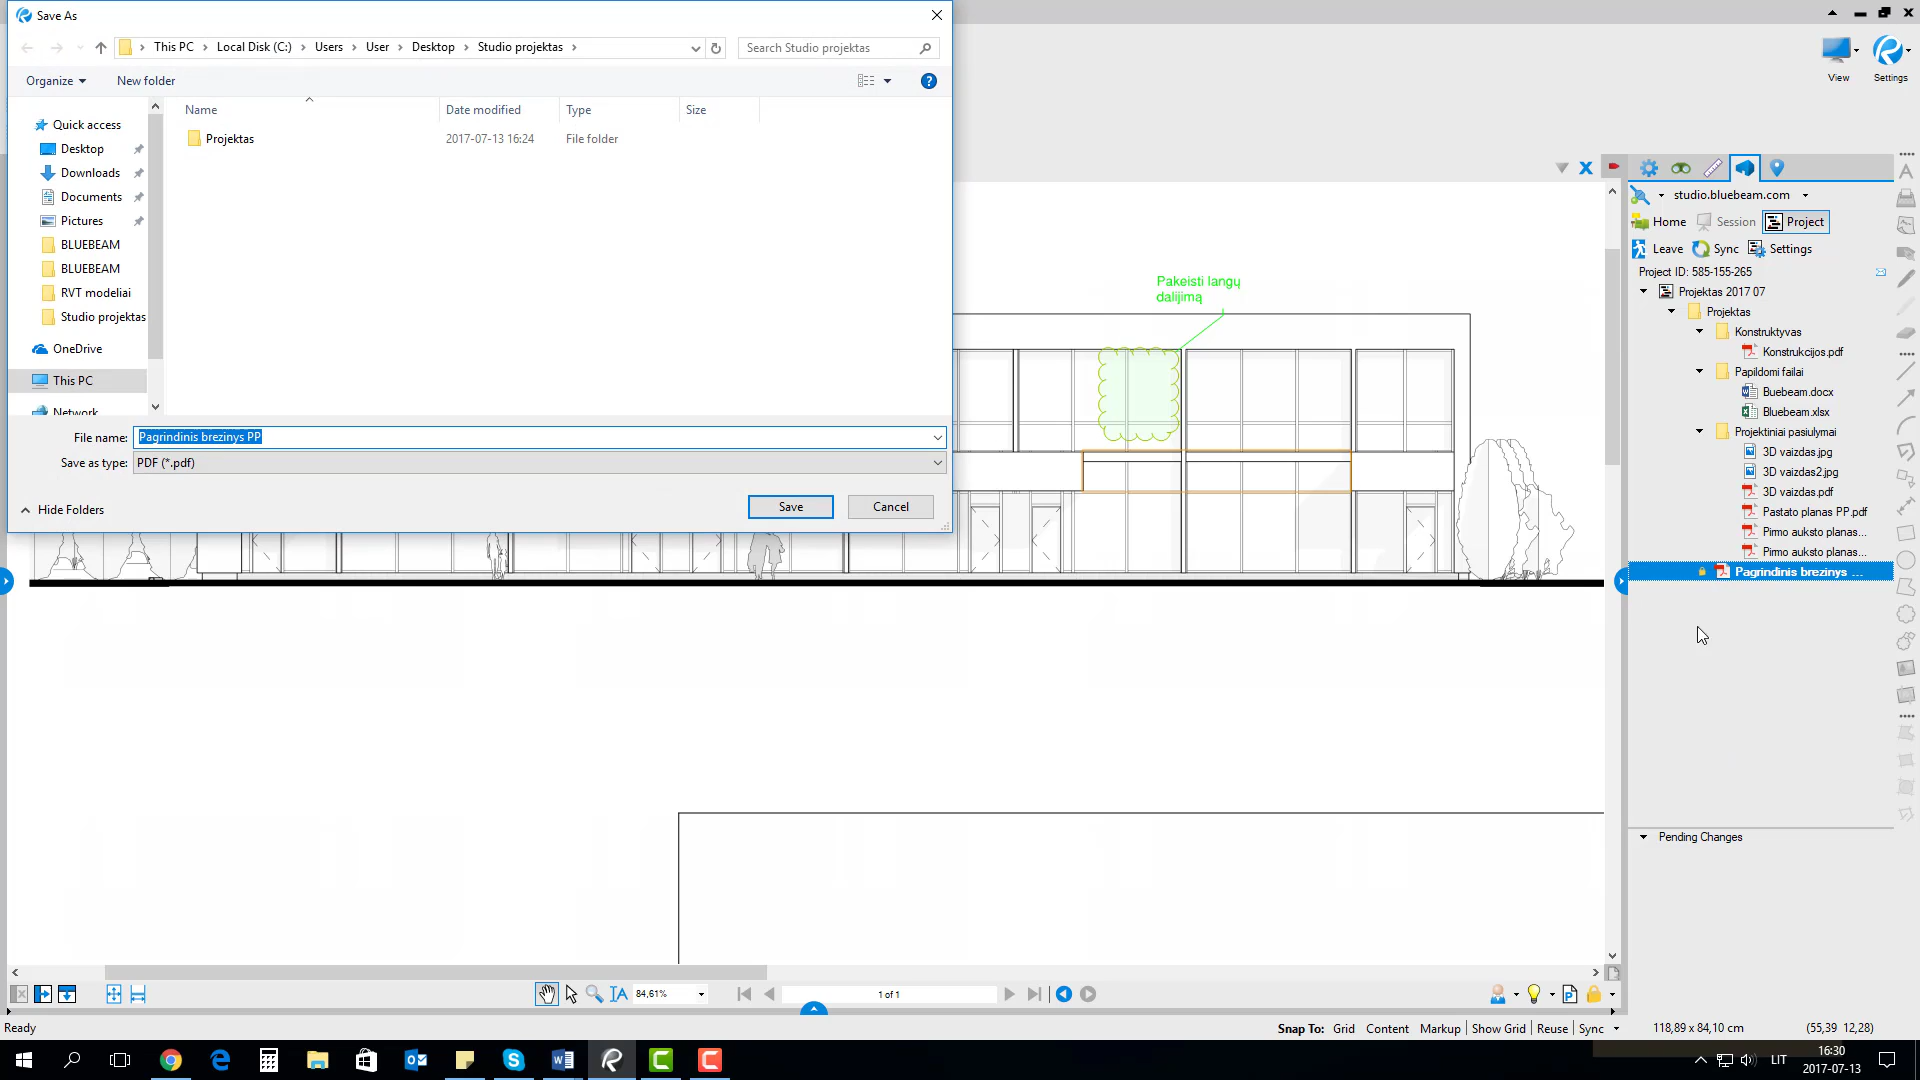 Save As
This PC
Local Disk (C:)
Users
User
Desktop
Studio projektas
Search Studio projektas
Organize
New folder
View
Settings
Name
Date modified
Type
Size
Projektas
2017-07-13 16:24
File folder
Quick access
Desktop
Downloads
Documents
Pictures
BLUEBEAM
BLUEBEAM
RVT modeliai
Studio projektas
OneDrive
This PC
Network
File name:
Pagrindinis brezinys PP
Save as type:
PDF (*.pdf)
Hide Folders
Save
Cancel
Pakeisti langų
dalijimą
studio.bluebeam.com
Home
Session
Project
Leave
Sync
Settings
Project ID: 585-155-265
Projektas 2017 07
Projektas
Konstruktyvas
Konstrukcijos.pdf
Papildomi failai
Buebeam.docx
Bluebeam.xlsx
Projektiniai pasiulymai
3D vaizdas.jpg
3D vaizdas2.jpg
3D vaizdas.pdf
Pastato planas PP.pdf
Pirmo auksto planas...
Pirmo auksto planas...
Pagrindinis brezinys ...
Pending Changes
84,61%
1 of 1
Ready
Snap To:
Grid
Content
Markup
Show Grid
Reuse
Sync
118,89 x 84,10 cm
(55,39 12,28)
LIT
16:30
2017-07-13